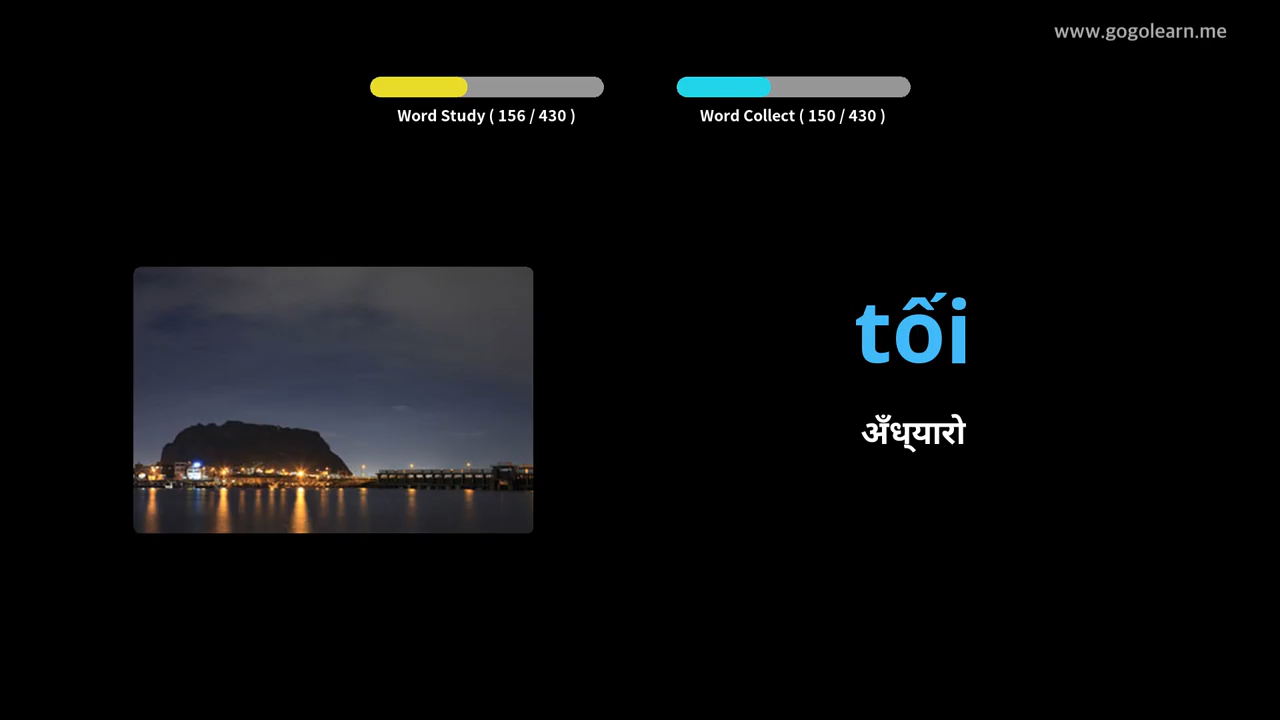 www.gogolearn.me
Word Study ( 156 / 430 )
Word Collect ( 150 / 430 )
tối
अँध्यारो